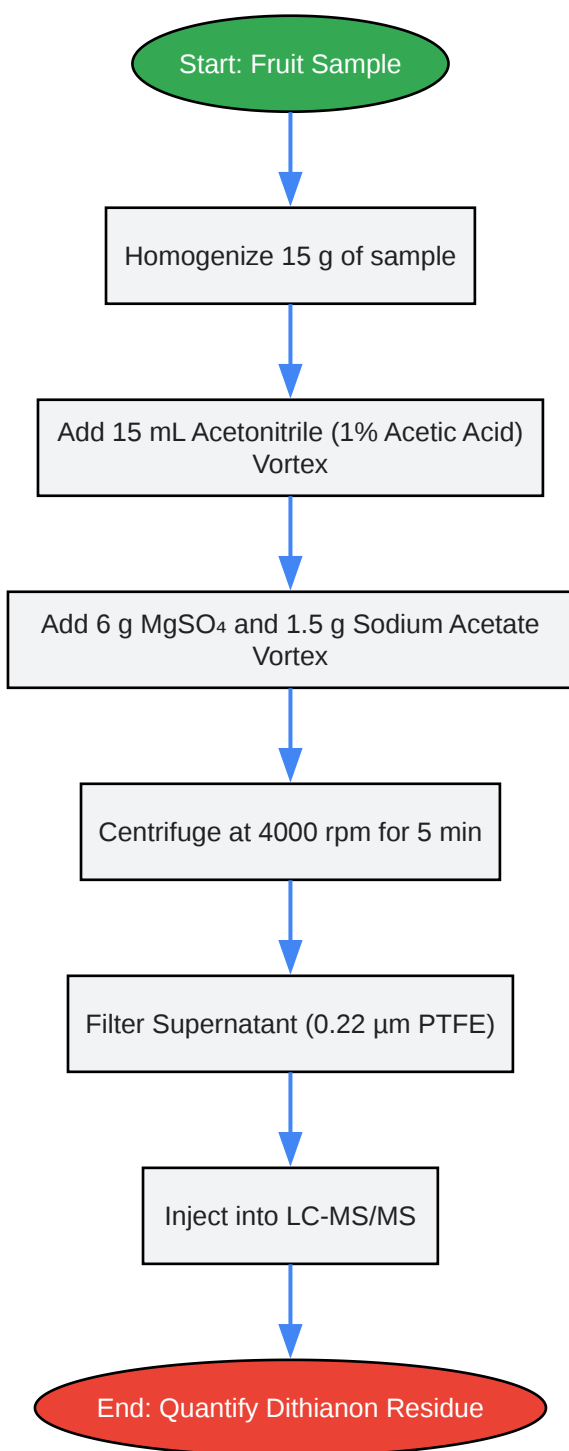 Start: Fruit Sample
Homogenize 15 g of sample
Add 15 mL Acetonitrile (1% Acetic Acid)
Vortex
Add 6 g MgSO₄ and 1.5 g Sodium Acetate
Vortex
Centrifuge at 4000 rpm for 5 min
Filter Supernatant (0.22 µm PTFE)
Inject into LC-MS/MS
End: Quantify Dithianon Residue